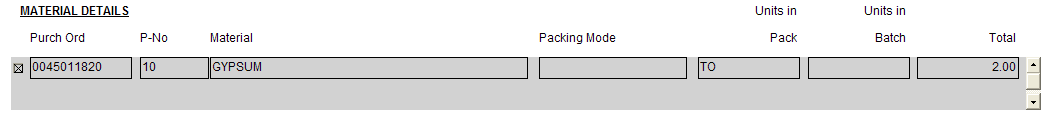 MATERIAL DETAILS Units in Units in
Purch Ord P-No Material Packing Mode Pack Batch Total
0045011820 10 GYPSUM TO 2.00